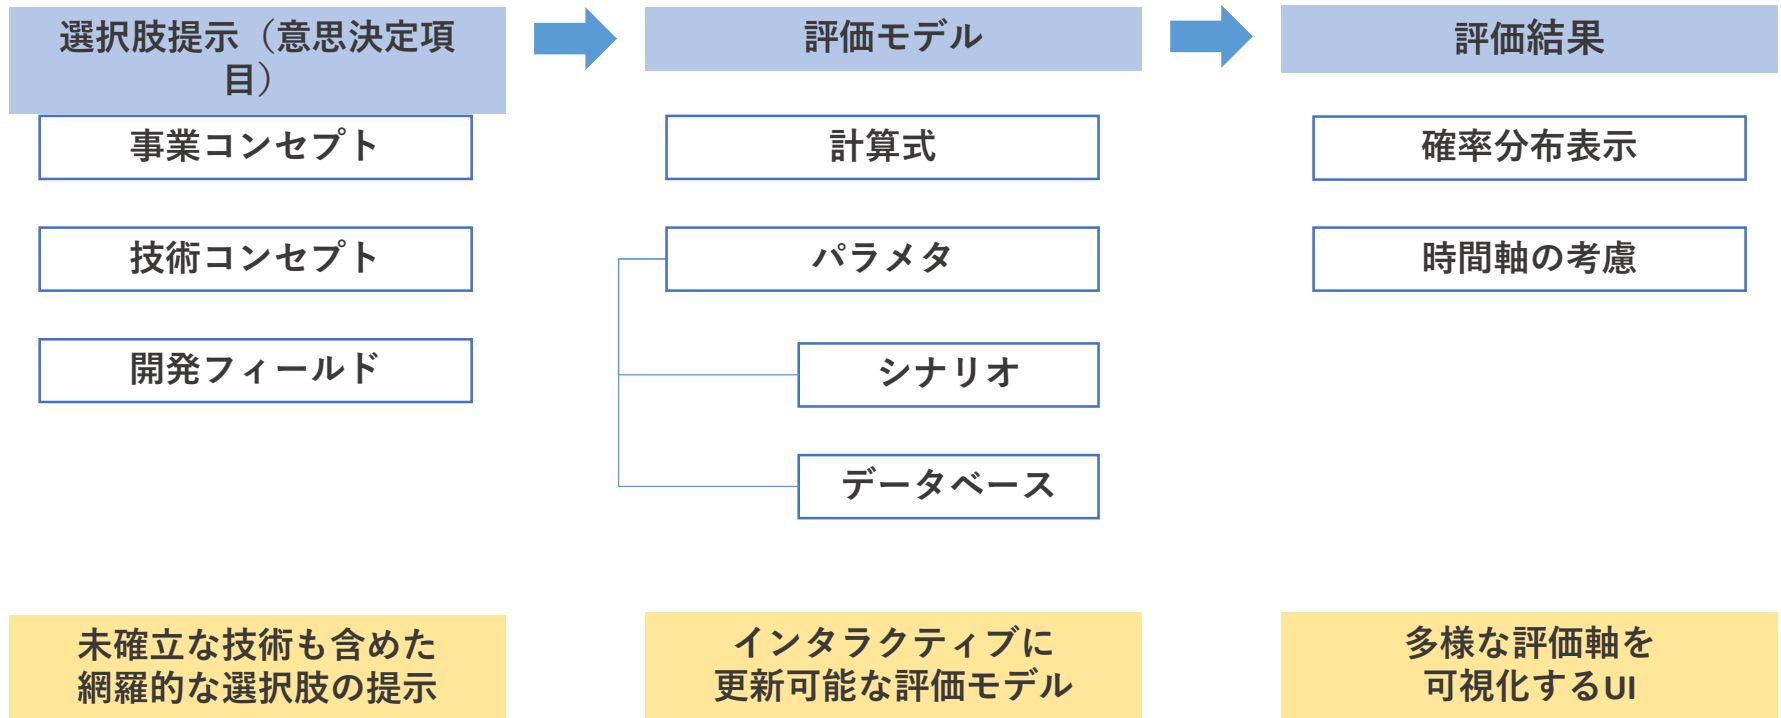 選択肢提示（意思決定項
目）
事業コンセプト
技術コンセプト
開発フィールド
未確立な技術も含めた
網羅的な選択肢の提示
評価モデル
計算式
パラメタ
シナリオ
データベース
インタラクティブに
更新可能な評価モデル
評価結果
確率分布表示
時間軸の考慮
多様な評価軸を
可視化するUI